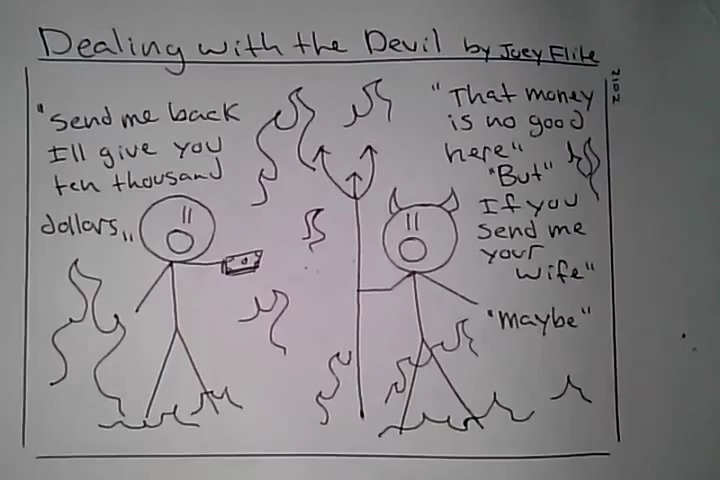 Dealing with the Devil by Joey Flike
2102
"Send me back
Ill give you
ten thousand
dollars,,
"That money
is no good
here"
"But"
If you
send me
your
wife"
"maybe"